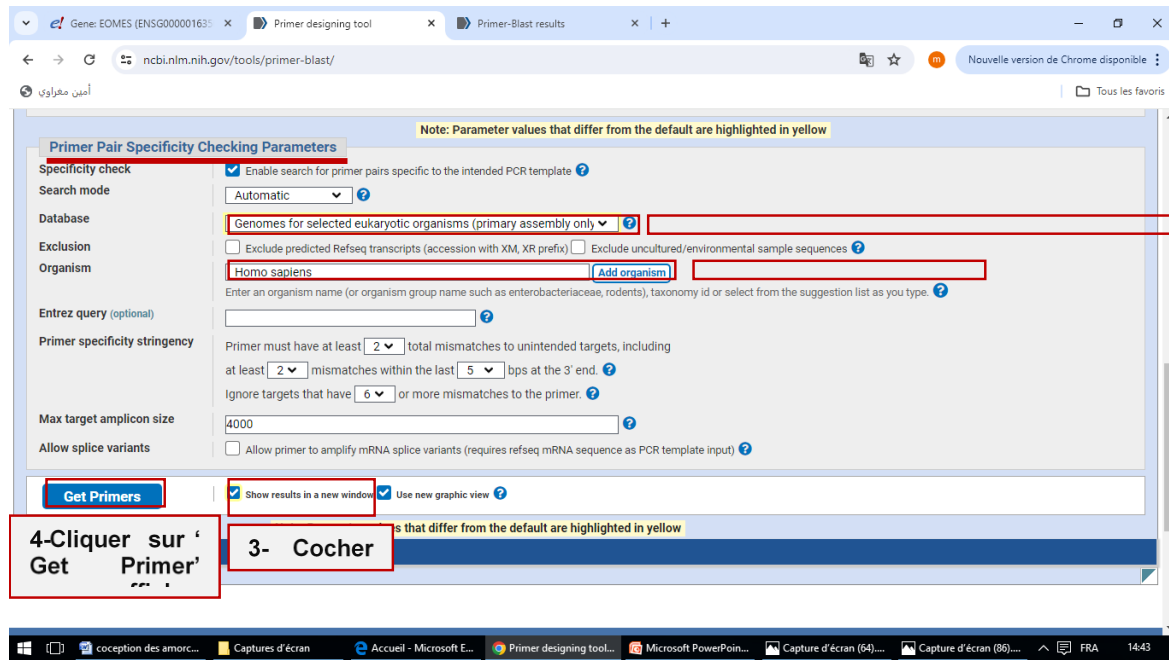 Gene: EOMES (ENSG000001635
Primer designing tool
Primer-Blast results
ncbi.nlm.nih.gov/tools/primer-blast/
m
Nouvelle version de Chrome disponible
أمين مغراوي
Tous les favoris
Note: Parameter values that differ from the default are highlighted in yellow
Primer Pair Specificity Checking Parameters
Specificity check
Enable search for primer pairs specific to the intended PCR template
Search mode
Automatic
Database
Genomes for selected eukaryotic organisms (primary assembly only
Exclusion
Exclude predicted Refseq transcripts (accession with XM, XR prefix) Exclude uncultured/environmental sample sequences
Organism
Homo sapiens Add organism
Enter an organism name (or organism group name such as enterobacteriaceae, rodents), taxonomy id or select from the suggestion list as you type.
Entrez query (optional)
Primer specificity stringency
Primer must have at least 2 total mismatches to unintended targets, including
at least 2 mismatches within the last 5 bps at the 3' end.
Ignore targets that have 6 or more mismatches to the primer.
Max target amplicon size
4000
Allow splice variants
Allow primer to amplify mRNA splice variants (requires refseq mRNA sequence as PCR template input)
Get Primers
Show results in a new window Use new graphic view
that differ from the default are highlighted in yellow
4-Cliquer sur ‘
Get Primer’
3- Cocher
coception des amorc...
Captures d'écran
Accueil - Microsoft E...
Primer designing tool...
Microsoft PowerPoin...
Capture d'écran (64)....
Capture d'écran (86)....
FRA
14:43